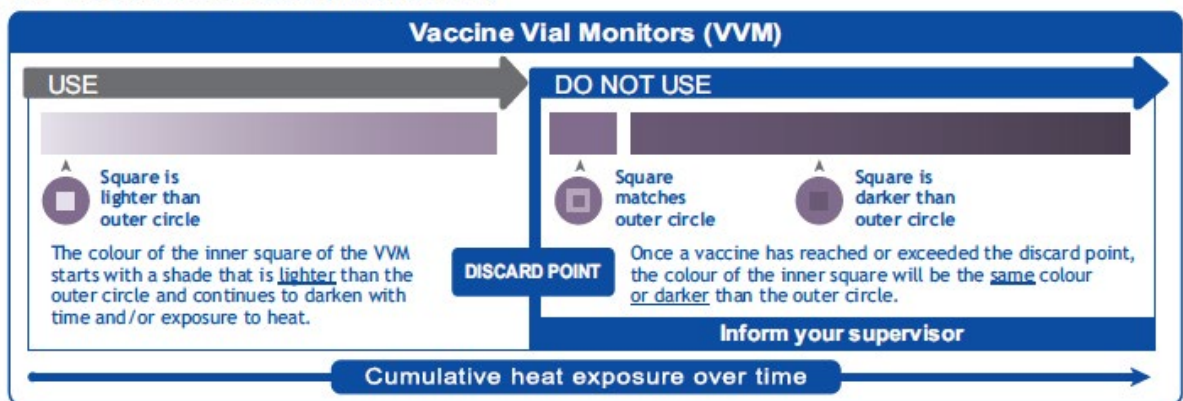 Vaccine Vial Monitors (VVM)
USE
Square is
lighter than
outer circle
The colour of the inner square of the VVM
starts with a shade that is lighter than the
outer circle and continues to darken with
time and/or exposure to heat.
DISCARD POINT
DO NOT USE
Square
matches
outer circle
Square is
darker than
outer circle
Once a vaccine has reached or exceeded the discard point,
the colour of the inner square will be the same colour
or darker than the outer circle.
Inform your supervisor
Cumulative heat exposure over time